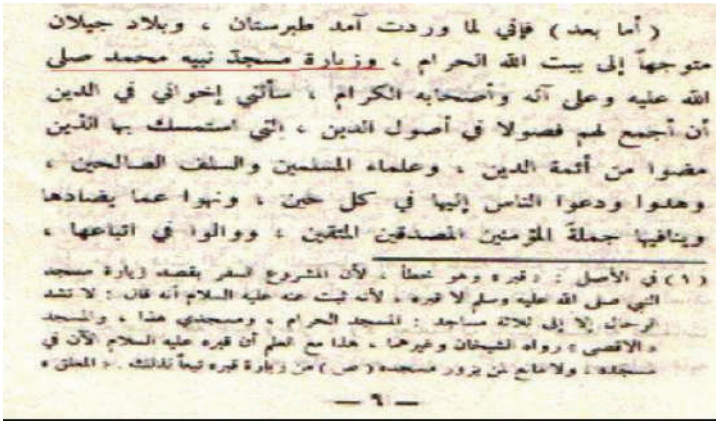 ( أما بعد ) فإني لما وردت آمد طبرستان ، وبلاد جيلان
متوجهاً إلى بيت الله الحرام ، وزيارة مسجد نبيه محمد صلى
الله عليه وعلى آله وأصحابه الكرام ، سألني إخواني في الدين
أن أجمع لهم فصولا في أصول الدين ، التي استمسك بها الذين
مضوا من أئمة الدين ، وعلماء المسلمين والسلف الصالحين ،
وهدوا ودعوا الناس إليها في كل حين ، ونهوا عما يضادها
وينافيها جملة المؤمنين المصدقين المتقين ، ووالوا في اتباعها ،
(١) في الأصل : « قبره » وهو خطأ ، لأن المشروع السفر بقصد زيارة مسجد
النبي صلى الله عليه وسلم لا قبره ، لأنه ثبت عنه عليه السلام أنه قال : لا تشد
الرحال إلا إلى ثلاثة مساجد : المسجد الحرام ، ومسجدي هذا ، والمسجد
« الاقصى » رواه الشيخان وغيرهما ، هذا مع العلم أن قبره عليه السلام الآن في
مسجده ، ولا مانع لمن يزور مسجده (ص) من زيارة قبره تبعاً لذلك . « المعلق »
— ٦ —